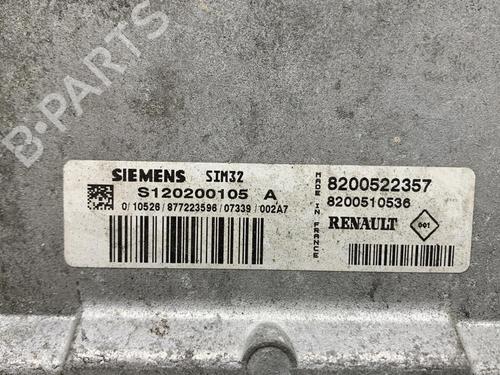 B-PARTS
SIEMENS SIM32
S120200105 A
0/10526/877223596/07339/002A7
MADE IN FRANCE
8200522357
8200510536
RENAULT 001